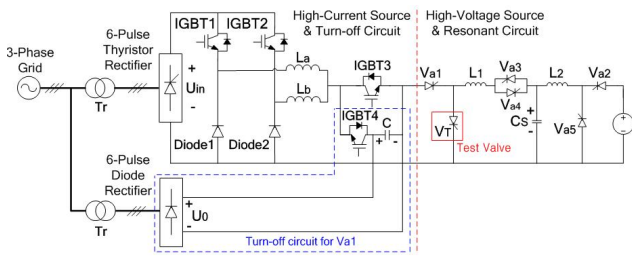 IGBT1 IGBT2
High-Current Source
& Turn-off Circuit
High-Voltage Source
& Resonant Circuit
3-Phase
Grid
6-Pulse
Thyristor
Rectifier
Tr
+
Uin
-
La
Lb
IGBT3
Va1
L1
Va3
Va4
L2
Va2
IGBT4
C
+ -
Diode1
Diode2
VT
Test Valve
+
Cs
-
Va5
+
-
6-Pulse
Diode
Rectifier
Tr
+
U0
-
Turn-off circuit for Va1